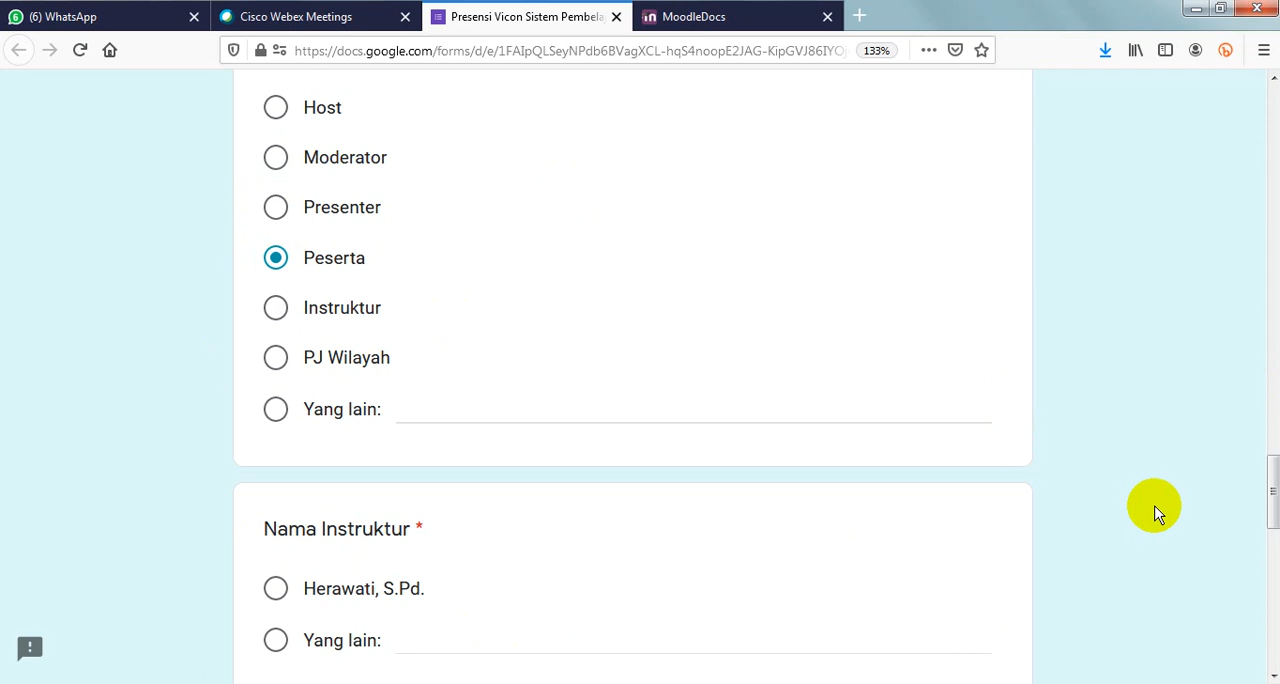 (6) WhatsApp
Cisco Webex Meetings
Presensi Vicon Sistem Pembela
MoodleDocs
https://docs.google.com/forms/d/e/1FAIpQLSeyNPdb6BVagXCL-hqS4noopE2JAG-KipGVJ86IYO
133%
Host
Moderator
Presenter
Peserta
Instruktur
PJ Wilayah
Yang lain:
Nama Instruktur *
Herawati, S.Pd.
Yang lain: